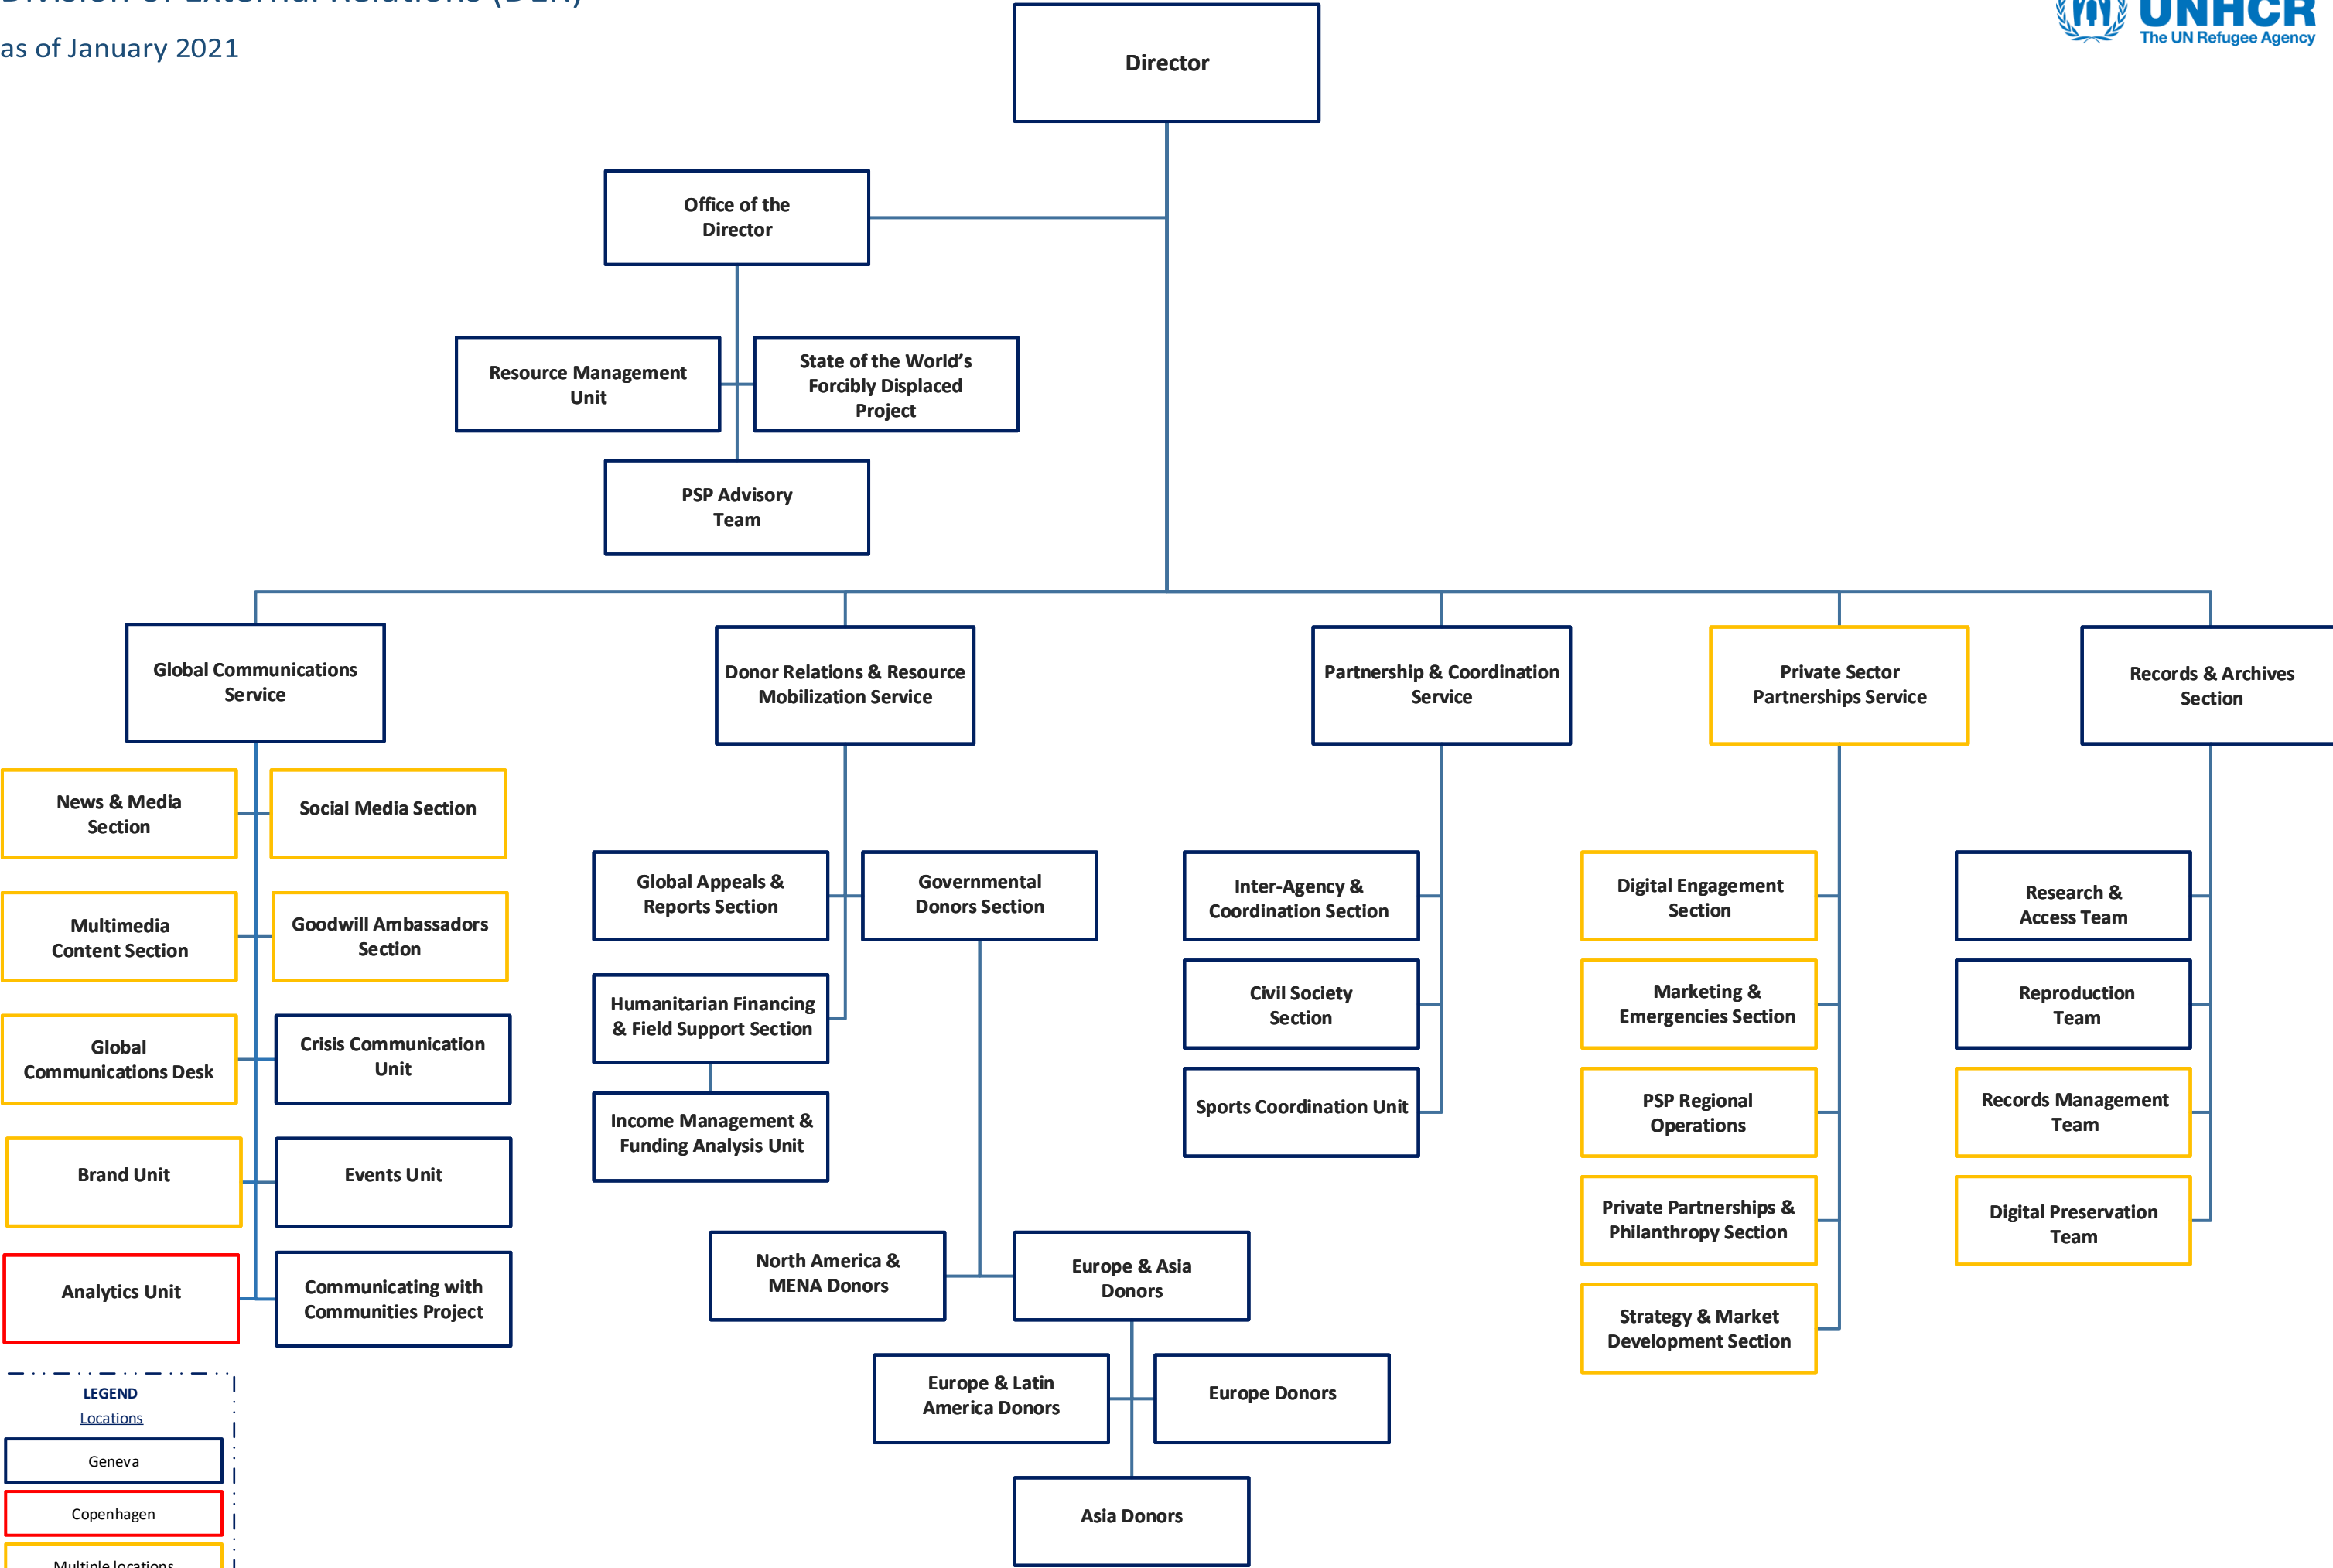 Division of External Relations (DER)
as of January 2021
UNHCR
The UN Refugee Agency
Director
Office of the
Director
Resource Management
Unit
State of the World’s
Forcibly Displaced
Project
PSP Advisory
Team
Global Communications
Service
Donor Relations & Resource
Mobilization Service
Partnership & Coordination
Service
Private Sector
Partnerships Service
Records & Archives
Section
News & Media
Section
Social Media Section
Multimedia
Content Section
Goodwill Ambassadors
Section
Global
Communications Desk
Crisis Communication
Unit
Brand Unit
Events Unit
Analytics Unit
Communicating with
Communities Project
Global Appeals &
Reports Section
Governmental
Donors Section
Humanitarian Financing
& Field Support Section
Income Management &
Funding Analysis Unit
North America &
MENA Donors
Europe & Asia
Donors
Europe & Latin
America Donors
Europe Donors
Asia Donors
Inter-Agency &
Coordination Section
Civil Society
Section
Sports Coordination Unit
Digital Engagement
Section
Marketing &
Emergencies Section
PSP Regional
Operations
Private Partnerships &
Philanthropy Section
Strategy & Market
Development Section
Research &
Access Team
Reproduction
Team
Records Management
Team
Digital Preservation
Team
LEGEND
Locations
Geneva
Copenhagen
Multiple locations